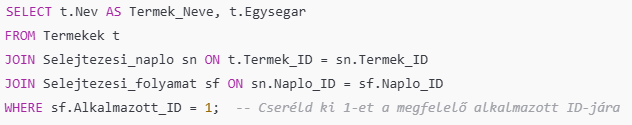 SELECT t.Nev AS Termek_Neve, t.Egysegar
FROM Termekek t
JOIN Selejtezesi_naplo sn ON t.Termek_ID = sn.Termek_ID
JOIN Selejtezesi_folyamat sf ON sn.Naplo_ID = sf.Naplo_ID
WHERE sf.Alkalmazott_ID = 1;  -- Cseréld ki 1-et a megfelelő alkalmazott ID-jára